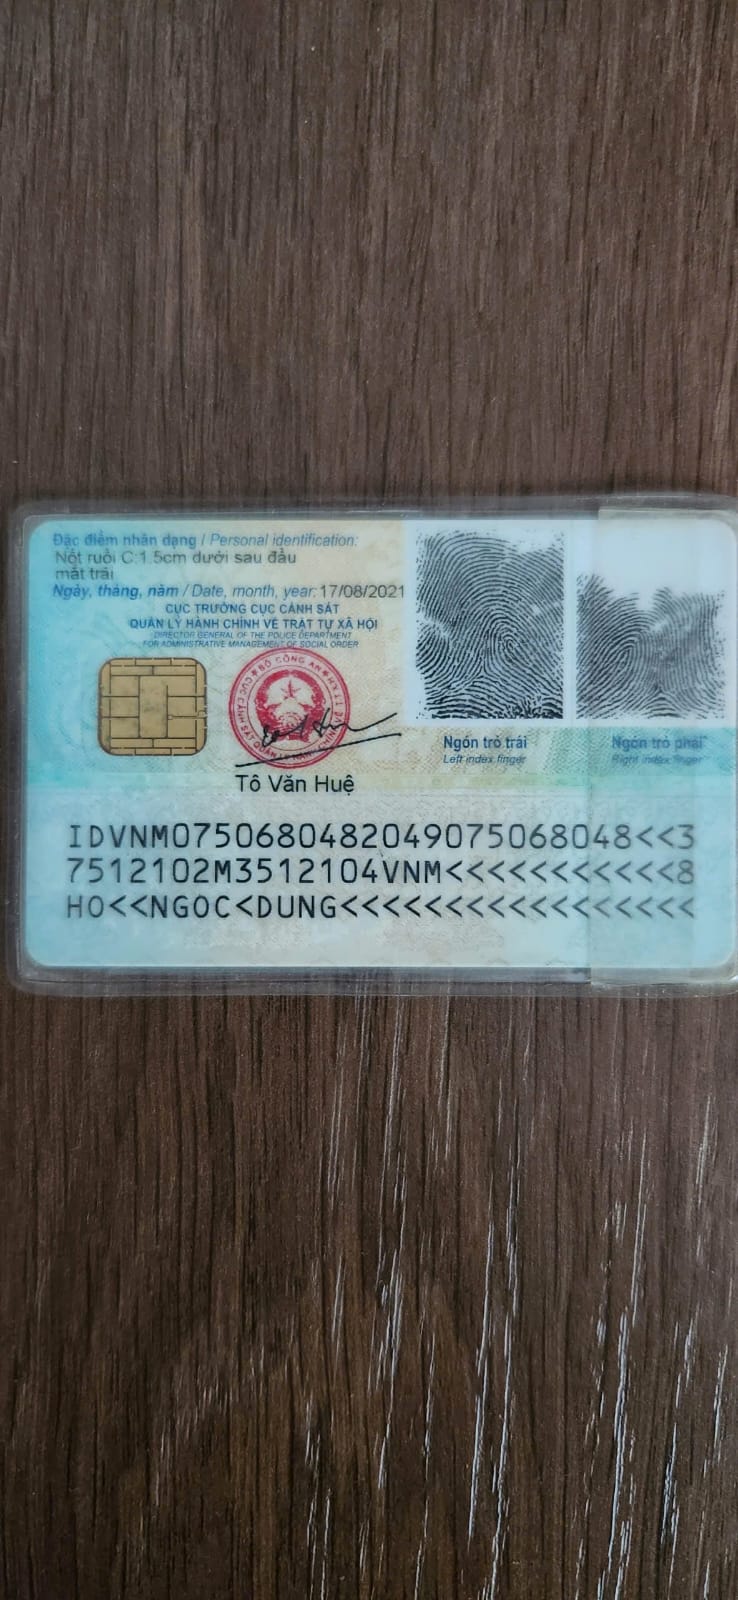 Đặc điểm nhân dạng / Personal identification:
Nốt ruồi C:1.5cm dưới sau đầu
mắt trái
Ngày, tháng, năm / Date, month, year: 17/08/2021
CỤC TRƯỞNG CỤC CẢNH SÁT
QUẢN LÝ HÀNH CHÍNH VỀ TRẬT TỰ XÃ HỘI
DIRECTOR GENERAL OF THE POLICE DEPARTMENT
FOR ADMINISTRATIVE MANAGEMENT OF SOCIAL ORDER
BỘ CÔNG AN
Tô Văn Huệ
Ngón trỏ trái
Left index finger
Ngón trỏ phải
Right index finger
IDVNM0750680482049075068048<<3
7512102M3512104VNM<<<<<<<<<<<8
HO<<NGOC<DUNG<<<<<<<<<<<<<<<<<